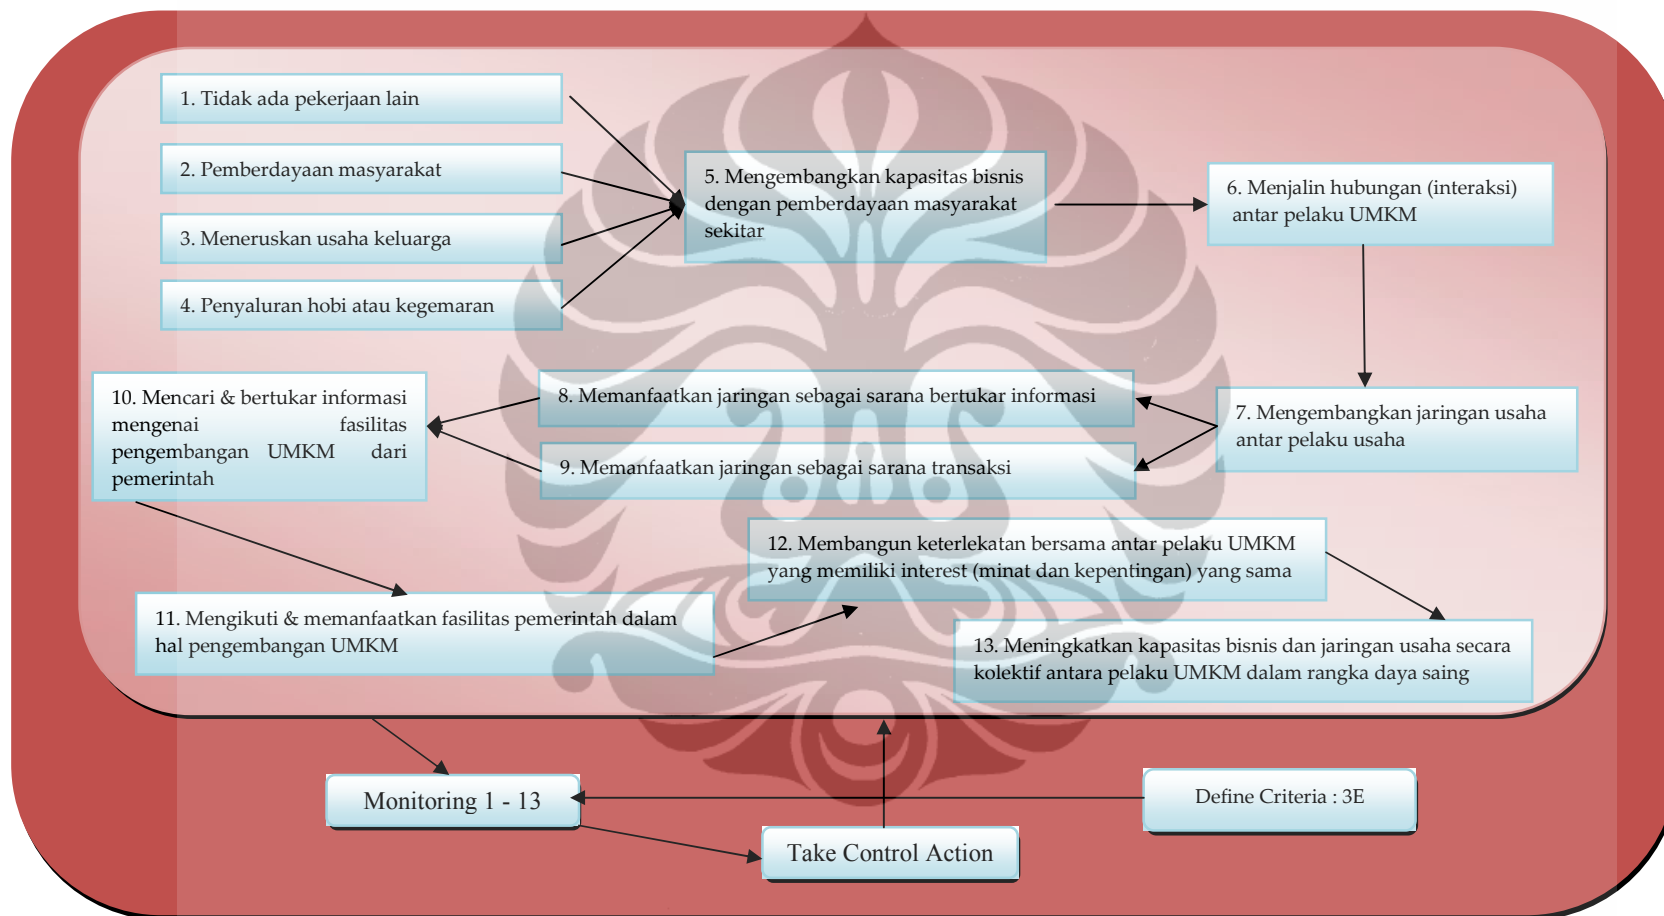 1. Tidak ada pekerjaan lain
2. Pemberdayaan masyarakat
3. Meneruskan usaha keluarga
4. Penyaluran hobi atau kegemaran
5. Mengembangkan kapasitas bisnis
dengan pemberdayaan masyarakat
sekitar
6. Menjalin hubungan (interaksi)
antar pelaku UMKM
7. Mengembangkan jaringan usaha
antar pelaku usaha
8. Memanfaatkan jaringan sebagai sarana bertukar informasi
9. Memanfaatkan jaringan sebagai sarana transaksi
10. Mencari & bertukar informasi
mengenai fasilitas
pengembangan UMKM dari
pemerintah
11. Mengikuti & memanfaatkan fasilitas pemerintah dalam
hal pengembangan UMKM
12. Membangun keterlekatan bersama antar pelaku UMKM
yang memiliki interest (minat dan kepentingan) yang sama
13. Meningkatkan kapasitas bisnis dan jaringan usaha secara
kolektif antara pelaku UMKM dalam rangka daya saing
Monitoring 1 - 13
Define Criteria : 3E
Take Control Action